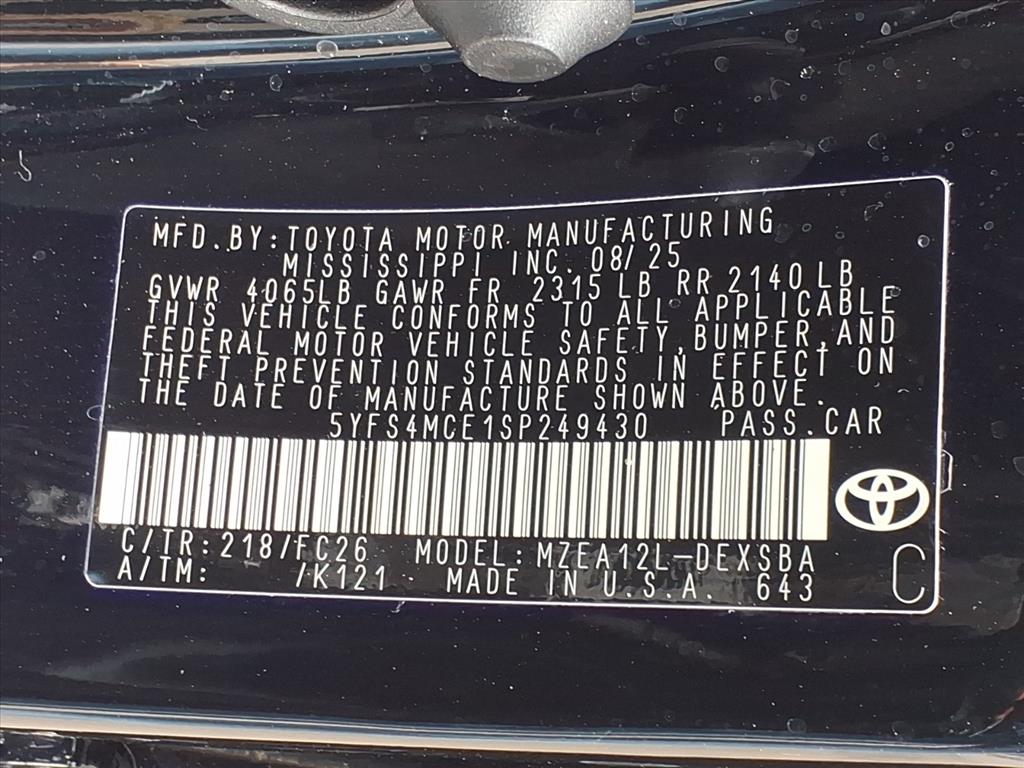 MFD.BY:TOYOTA MOTOR MANUFACTURING
MISSISSIPPI INC. 08/25
GVWR 4065LB GAWR FR 2315 LB RR 2140 LB
THIS VEHICLE CONFORMS TO ALL APPLICABLE
FEDERAL MOTOR VEHICLE SAFETY,BUMPER,AND
THEFT PREVENTION STANDARDS IN EFFECT ON
THE DATE OF MANUFACTURE SHOWN ABOVE.
5YFS4MCE1SP249430 PASS.CAR
C/TR:218/FC26 MODEL:MZEA12L-DEXSBA
A/TM: /K121 MADE IN U.S.A. 643
C